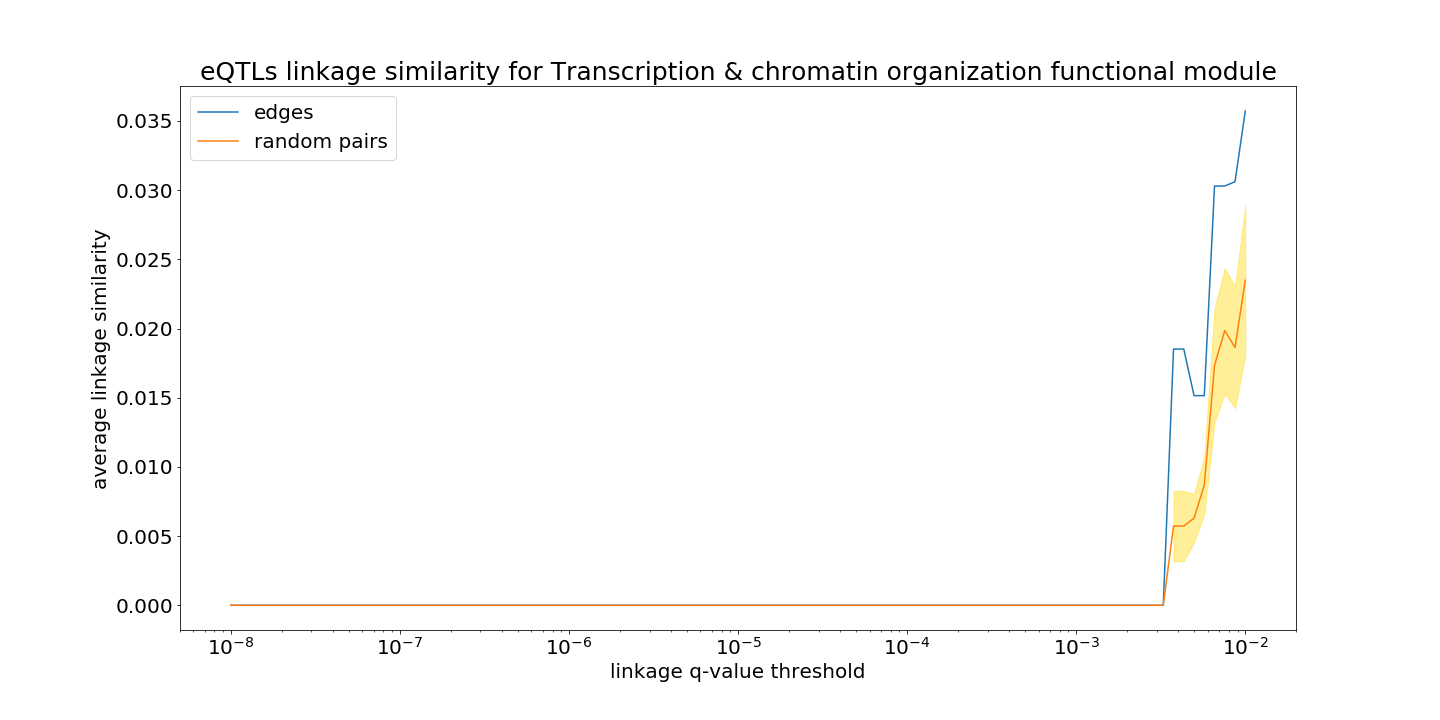 eQTLs linkage similarity for Transcription & chromatin organization functional module
edges
random pairs
0.035
0.030
0.025
0.020
0.015
0.010
0.005
0.000
average linkage similarity
10⁻⁸ 10⁻⁷ 10⁻⁶ 10⁻⁵ 10⁻⁴ 10⁻³ 10⁻²
linkage q-value threshold